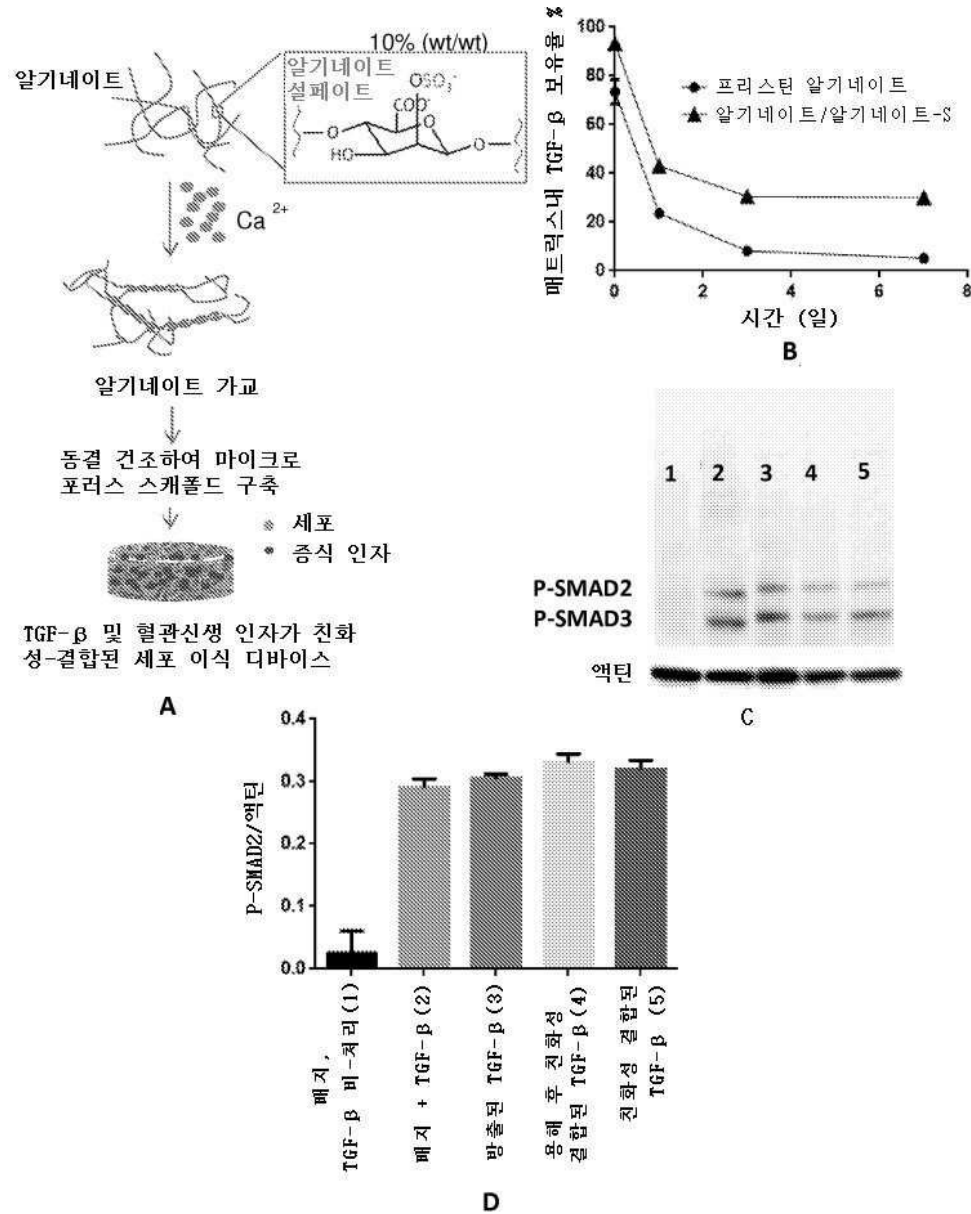 10% (wt/wt)
알기네이트
알기네이트
설페이트
OSO₃⁻
COO⁻
O
O
HO
O
Ca 2+
알기네이트 가교
동결 건조하여 마이크로
포러스 스캐폴드 구축
세포
증식 인자
TGF-β 및 혈관신생 인자가 친화
성-결합된 세포 이식 디바이스
A
매트릭스내 TGF-β 보유율 %
100
80
60
40
20
0
0 2 4 6 8
시간 (일)
프리스틴 알기네이트
알기네이트/알기네이트-S
B
1 2 3 4 5
P-SMAD2
P-SMAD3
액틴
C
P-SMAD2/액틴
0.4
0.3
0.2
0.1
0.0
배지,
TGF-β 비-처리(1)
배지 + TGF-β(2)
방출된 TGF-β(3)
용해 후 친화성
결합된 TGF-β(4)
친화성 결합된
TGF-β (5)
D